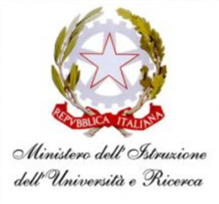 REPVBBLICA ITALIANA
Ministero dell'Istruzione
dell'Università e Ricerca